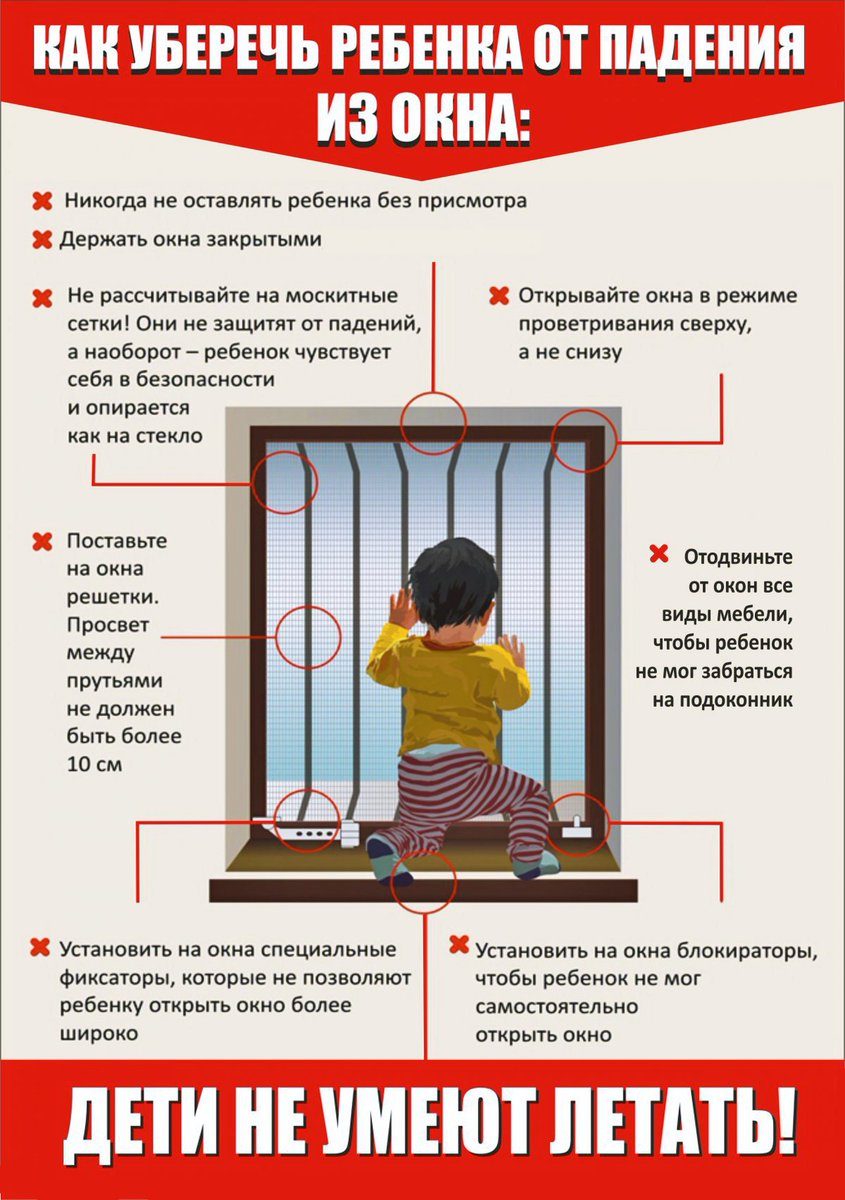 КАК УБЕРЕЧЬ РЕБЕНКА ОТ ПАДЕНИЯ
ИЗ ОКНА:
Никогда не оставлять ребенка без присмотра
Держать окна закрытыми
Не рассчитывайте на москитные
сетки! Они не защитят от падений,
а наоборот – ребенок чувствует
себя в безопасности
и опирается
как на стекло
Открывайте окна в режиме
проветривания сверху,
а не снизу
Поставьте
на окна
решетки.
Просвет
между
прутьями
не должен
быть более
10 см
Отодвиньте
от окон все
виды мебели,
чтобы ребенок
не мог забраться
на подоконник
Установить на окна специальные
фиксаторы, которые не позволяют
ребенку открыть окно более
широко
Установить на окна блокираторы,
чтобы ребенок не мог
самостоятельно
открыть окно
ДЕТИ НЕ УМЕЮТ ЛЕТАТЬ!